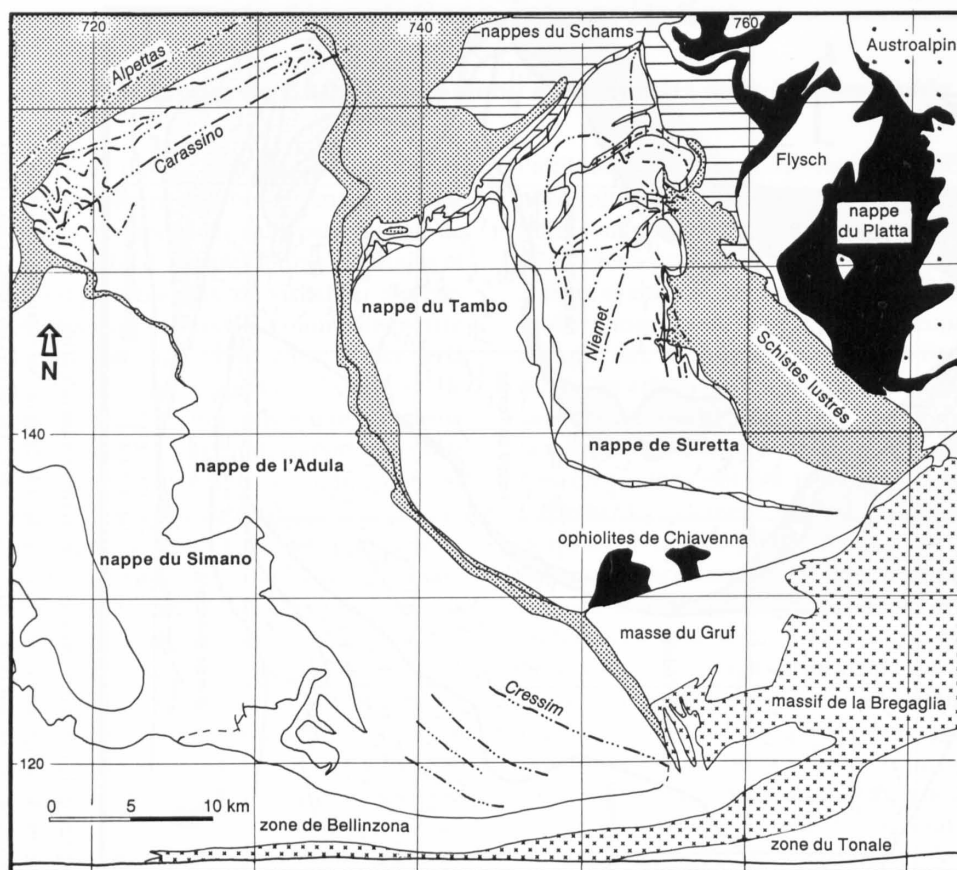 720
740
760
nappes du Schams
Austroalpin
Alpettas
Carassino
Flysch
nappe
du Platta
nappe du Tambo
Niemet
N
Schistes lustrés
140
nappe de Suretta
nappe de l'Adula
ophiolites de Chiavenna
nappe du Simano
masse du Gruf
Cressim
massif de la Bregaglia
120
0 5 10 km
zone de Bellinzona
zone du Tonale